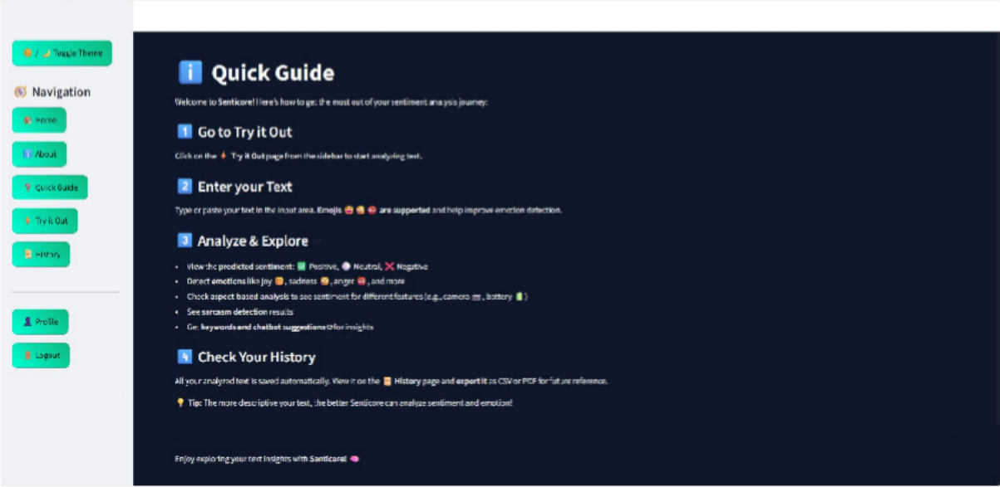 Toggle Theme
Navigation
Home
About
Quick Guide
Try it Out
History
Profile
Logout
Quick Guide
Welcome to Senticore! Here's how to get the most out of your sentiment analysis journey:
1 Go to Try it Out
Click on the ⚡ Try it Out page from the sidebar to start analyzing text.
2 Enter your Text
Type or paste your text in the input area. Emojis are supported and help improve emotion detection.
3 Analyze & Explore
• View the predicted sentiment: ✅ Positive, ⚪ Neutral, ❌ Negative
• Detect emotions like joy, sadness, anger, and more
• Check aspect based analysis to see sentiment for different features (e.g., camera, battery)
• See sarcasm detection results
• Get keywords and chatbot suggestions for insights
4 Check Your History
All your analyzed text is saved automatically. View it on the History page and export it as CSV or PDF for future reference.
💡 Tip: The more descriptive your text, the better Senticore can analyze sentiment and emotion!
Enjoy exploring your text insights with Senticore! 🧠